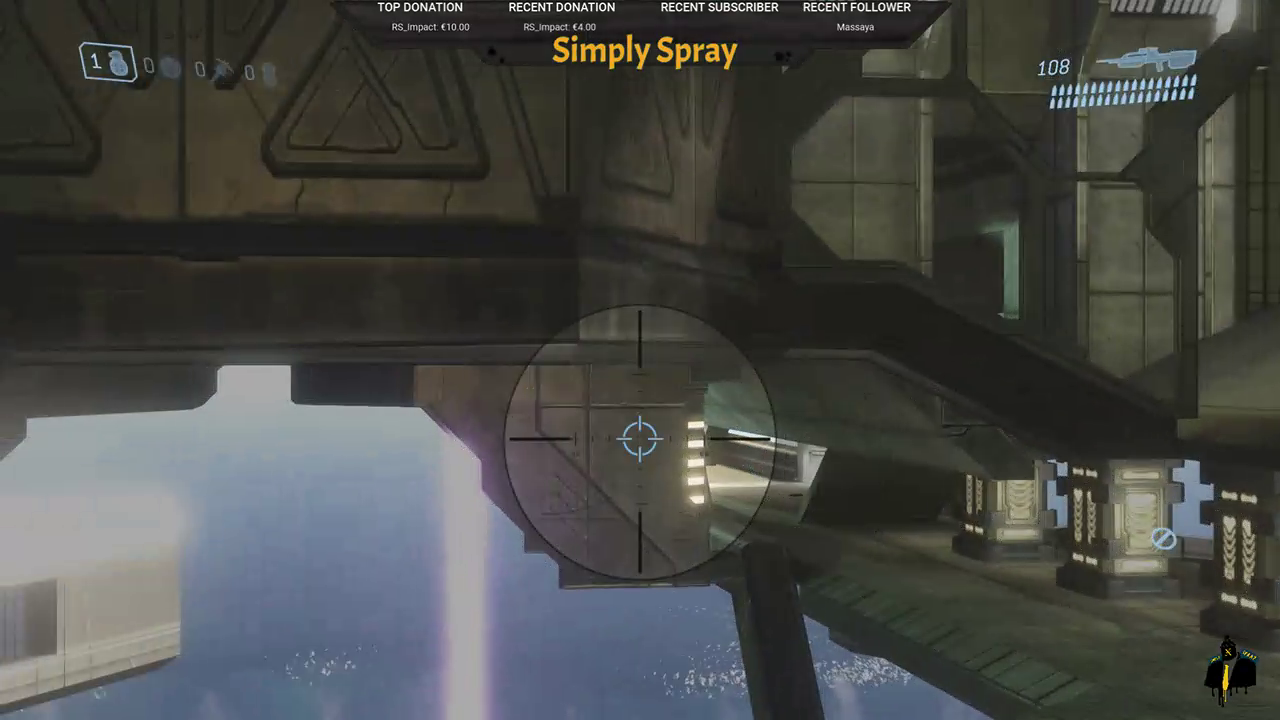 TOP DONATION
RECENT DONATION
RECENT SUBSCRIBER
RECENT FOLLOWER
RS_Impact: €10.00
RS_Impact: €4.00
Massaya
Simply Spray
1 0 0 0
108